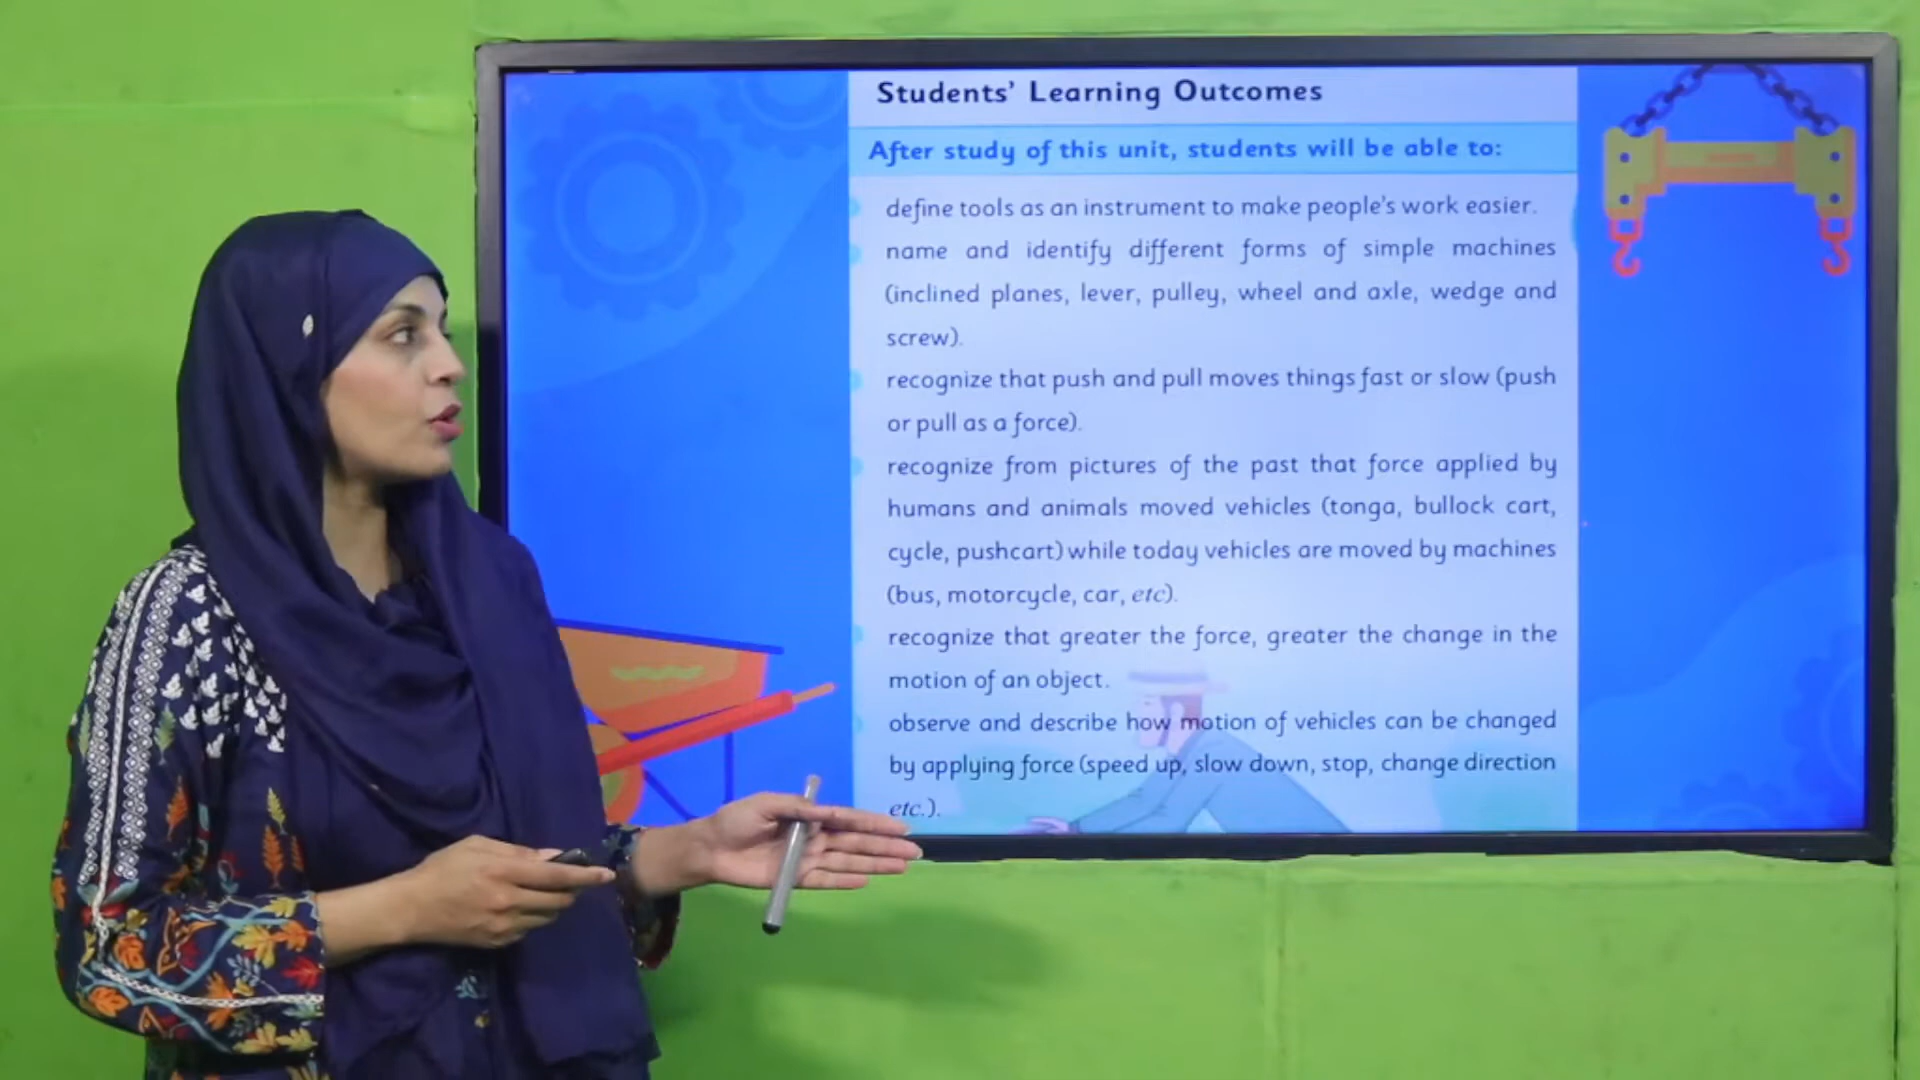 Students' Learning Outcomes
After study of this unit, students will be able to:
define tools as an instrument to make people's work easier.
name and identify different forms of simple machines
(inclined planes, lever, pulley, wheel and axle, wedge and
screw).
recognize that push and pull moves things fast or slow (push
or pull as a force).
recognize from pictures of the past that force applied by
humans and animals moved vehicles (tonga, bullock cart,
cycle, pushcart) while today vehicles are moved by machines
(bus, motorcycle, car, etc).
recognize that greater the force, greater the change in the
motion of an object.
observe and describe how motion of vehicles can be changed
by applying force (speed up, slow down, stop, change direction
etc.).